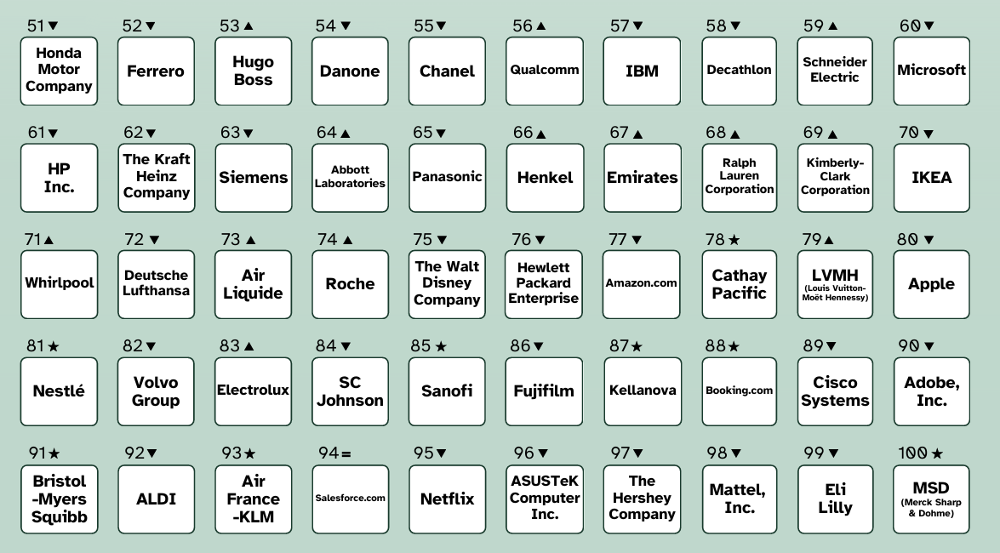 51 ▼ 52 ▼ 53 ▲ 54 ▼ 55 ▼ 56 ▲ 57 ▼ 58 ▼ 59 ▲ 60 ▼
Honda
Motor
Company
Ferrero
Hugo
Boss
Danone
Chanel
Qualcomm
IBM
Decathlon
Schneider
Electric
Microsoft
61 ▼ 62 ▼ 63 ▼ 64 ▲ 65 ▼ 66 ▲ 67 ▲ 68 ▲ 69 ▲ 70 ▼
HP
Inc.
The Kraft
Heinz
Company
Siemens
Abbott
Laboratories
Panasonic
Henkel
Emirates
Ralph
Lauren
Corporation
Kimberly-
Clark
Corporation
IKEA
71 ▲ 72 ▼ 73 ▲ 74 ▲ 75 ▼ 76 ▼ 77 ▼ 78 ★ 79 ▲ 80 ▼
Whirlpool
Deutsche
Lufthansa
Air
Liquide
Roche
The Walt
Disney
Company
Hewlett
Packard
Enterprise
Amazon.com
Cathay
Pacific
LVMH
(Louis Vuitton-
Moët Hennessy)
Apple
81 ★ 82 ▼ 83 ▲ 84 ▼ 85 ★ 86 ▼ 87 ★ 88 ★ 89 ▼ 90 ▼
Nestlé
Volvo
Group
Electrolux
SC
Johnson
Sanofi
Fujifilm
Kellanova
Booking.com
Cisco
Systems
Adobe,
Inc.
91 ★ 92 ▼ 93 ★ 94 = 95 ▼ 96 ▼ 97 ▼ 98 ▼ 99 ▼ 100 ★
Bristol
-Myers
Squibb
ALDI
Air
France
-KLM
Salesforce.com
Netflix
ASUSTeK
Computer
Inc.
The
Hershey
Company
Mattel,
Inc.
Eli
Lilly
MSD
(Merck Sharp
& Dohme)